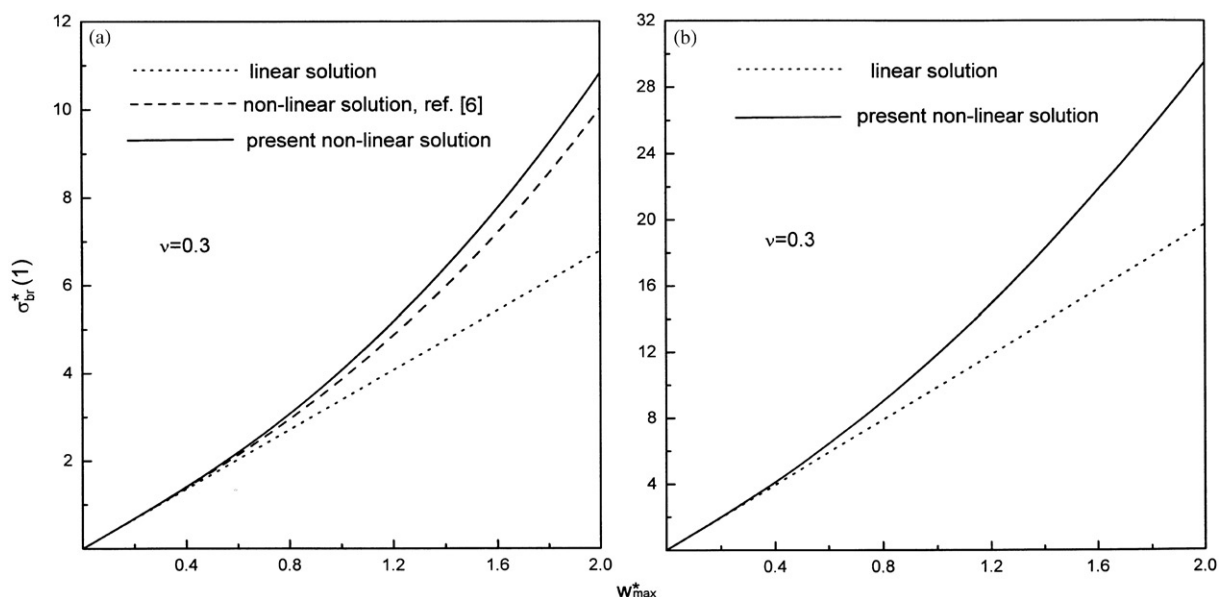 12
(a)
linear solution
10
non-linear solution, ref. [6]
present non-linear solution
8
ν=0.3
6
σ*br (1)
4
2
0.4 0.8 1.2 1.6 2.0
32
(b)
28
linear solution
24
present non-linear solution
20
ν=0.3
16
12
8
4
0.4 0.8 1.2 1.6 2.0
W*max